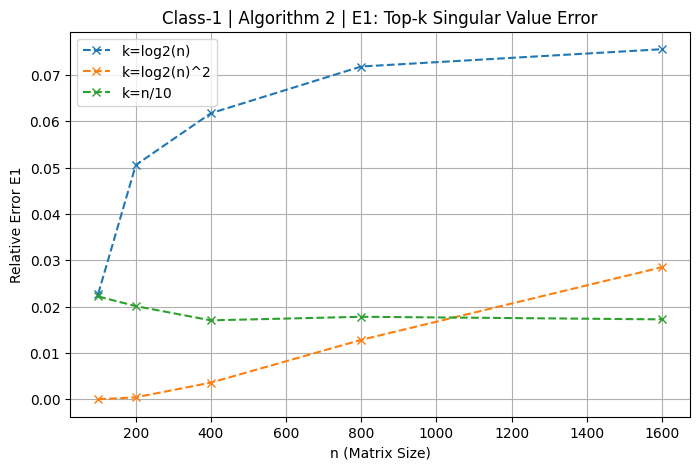 Class-1 | Algorithm 2 | E1: Top-k Singular Value Error
k=log2(n)
k=log2(n)^2
k=n/10
Relative Error E1
0.07
0.06
0.05
0.04
0.03
0.02
0.01
0.00
200 400 600 800 1000 1200 1400 1600
n (Matrix Size)